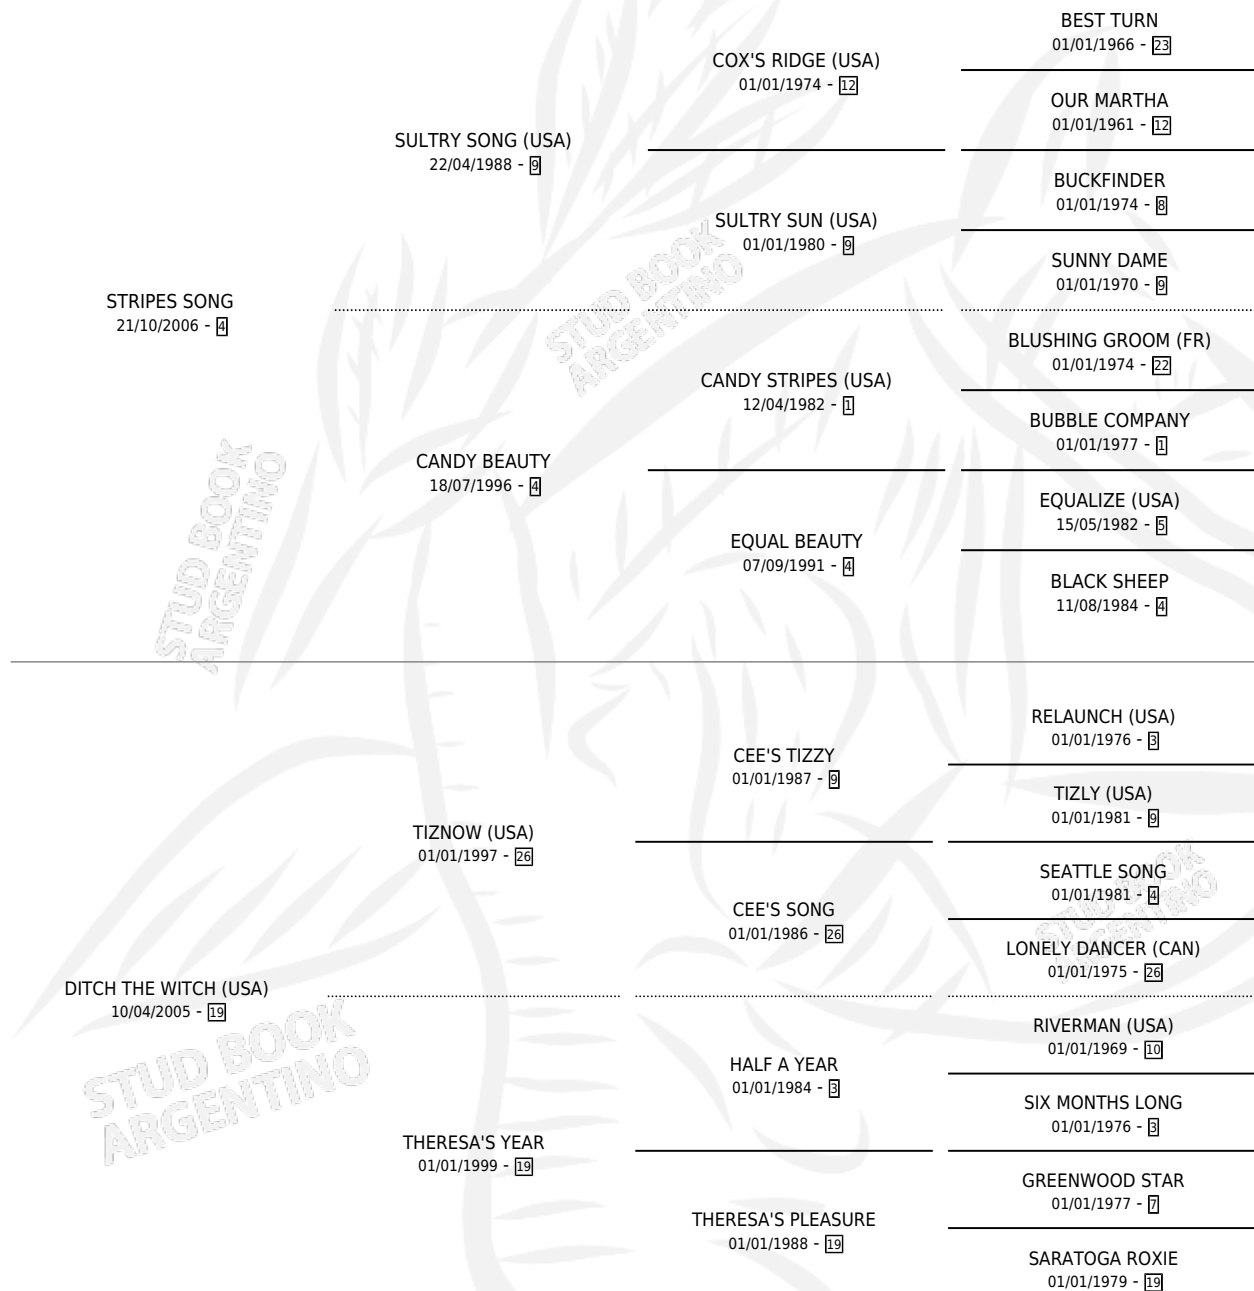 BEST TURN
01/01/1966 - 23
COX'S RIDGE (USA)
01/01/1974 - 12
OUR MARTHA
01/01/1961 - 12
SULTRY SONG (USA)
22/04/1988 - 9
BUCKFINDER
01/01/1974 - 8
SULTRY SUN (USA)
01/01/1980 - 9
SUNNY DAME
01/01/1970 - 9
STRIPES SONG
21/10/2006 - 4
BLUSHING GROOM (FR)
01/01/1974 - 22
CANDY STRIPES (USA)
12/04/1982 - 1
BUBBLE COMPANY
01/01/1977 - 1
CANDY BEAUTY
18/07/1996 - 4
EQUALIZE (USA)
15/05/1982 - 5
EQUAL BEAUTY
07/09/1991 - 4
BLACK SHEEP
11/08/1984 - 4
RELAUNCH (USA)
01/01/1976 - 3
CEE'S TIZZY
01/01/1987 - 9
TIZLY (USA)
01/01/1981 - 9
TIZNOW (USA)
01/01/1997 - 26
SEATTLE SONG
01/01/1981 - 4
CEE'S SONG
01/01/1986 - 26
LONELY DANCER (CAN)
01/01/1975 - 26
DITCH THE WITCH (USA)
10/04/2005 - 19
RIVERMAN (USA)
01/01/1969 - 10
HALF A YEAR
01/01/1984 - 3
SIX MONTHS LONG
01/01/1976 - 3
THERESA'S YEAR
01/01/1999 - 19
GREENWOOD STAR
01/01/1977 - 7
THERESA'S PLEASURE
01/01/1988 - 19
SARATOGA ROXIE
01/01/1979 - 19
STUD BOOK
ARGENTINO
STUD BOOK
ARGENTINO
STUD BOOK
ARGENTINO
STUD BOOK
ARGENTINO